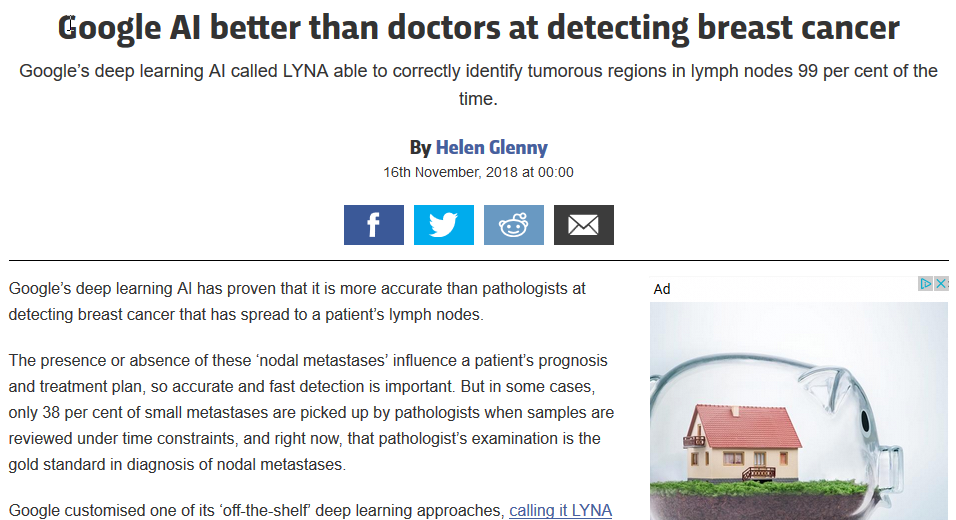 Google AI better than doctors at detecting breast cancer
Google’s deep learning AI called LYNA able to correctly identify tumorous regions in lymph nodes 99 per cent of the
time.
By Helen Glenny
16th November, 2018 at 00:00
Google’s deep learning AI has proven that it is more accurate than pathologists at
detecting breast cancer that has spread to a patient’s lymph nodes.
Ad
The presence or absence of these ‘nodal metastases’ influence a patient’s prognosis
and treatment plan, so accurate and fast detection is important. But in some cases,
only 38 per cent of small metastases are picked up by pathologists when samples are
reviewed under time constraints, and right now, that pathologist’s examination is the
gold standard in diagnosis of nodal metastases.
Google customised one of its ‘off-the-shelf’ deep learning approaches, calling it LYNA